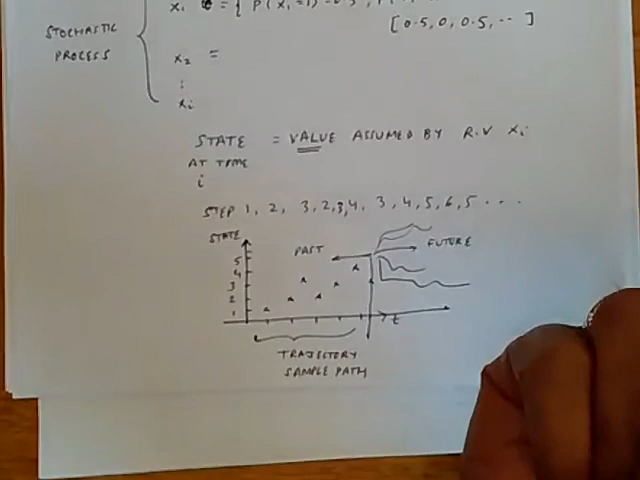 X₁ = { P(X₁=1)
[0.5, 0, 0.5, -- ]
STOCHASTIC
PROCESS
X₂ =
:
Xi
STATE = VALUE ASSUMED BY R.V Xi
AT TIME
i
STEP 1, 2, 3, 2, 3, 4, 3, 4, 5, 6, 5 ...
STATE
PAST
FUTURE
5
4
3
2
1
t
TRAJECTORY
SAMPLE PATH